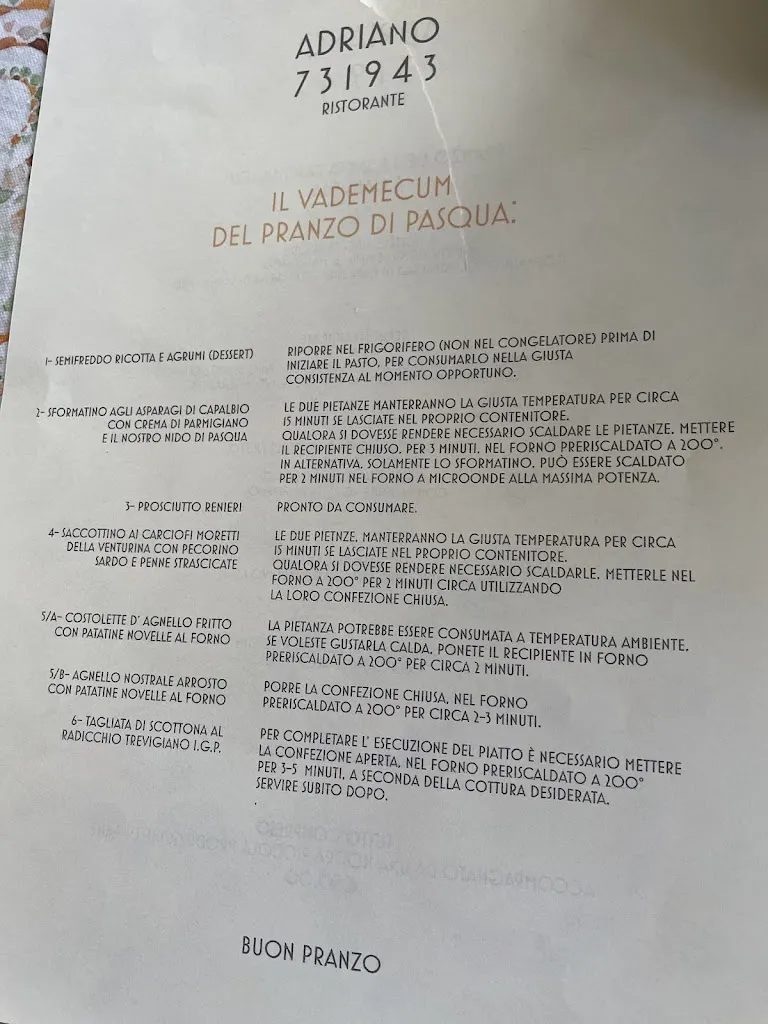 ADRIANO
731943
RISTORANTE
IL VADEMECUM
DEL PRANZO DI PASQUA:
1- SEMIFREDDO RICOTTA E AGRUMI (DESSERT)
RIPORRE NEL FRIGORIFERO (NON NEL CONGELATORE) PRIMA DI
INIZIARE IL PASTO, PER CONSUMARLO NELLA GIUSTA
CONSISTENZA AL MOMENTO OPPORTUNO.
2- SFORMATINO AGLI ASPARAGI DI CAPALBIO
CON CREMA DI PARMIGIANO
E IL NOSTRO NIDO DI PASQUA
LE DUE PIETANZE MANTERRANNO LA GIUSTA TEMPERATURA PER CIRCA
15 MINUTI SE LASCIATE NEL PROPRIO CONTENITORE.
QUALORA SI DOVESSE RENDERE NECESSARIO SCALDARE LE PIETANZE, METTERE
IL RECIPIENTE CHIUSO, PER 3 MINUTI, NEL FORNO PRERISCALDATO A 200°.
IN ALTERNATIVA, SOLAMENTE LO SFORMATINO, PUÒ ESSERE SCALDATO
PER 2 MINUTI NEL FORNO A MICROONDE ALLA MASSIMA POTENZA.
3- PROSCIUTTO RENIERI
PRONTO DA CONSUMARE.
4- SACCOTTINO AI CARCIOFI MORETTI
DELLA VENTURINA CON PECORINO
SARDO E PENNE STRASCICATE
LE DUE PIETNZE, MANTERRANNO LA GIUSTA TEMPERATURA PER CIRCA
15 MINUTI SE LASCIATE NEL PROPRIO CONTENITORE.
QUALORA SI DOVESSE RENDERE NECESSARIO SCALDARLE, METTERLE NEL
FORNO A 200° PER 2 MINUTI CIRCA UTILIZZANDO
LA LORO CONFEZIONE CHIUSA.
5/A- COSTOLETTE D' AGNELLO FRITTO
CON PATATINE NOVELLE AL FORNO
LA PIETANZA POTREBBE ESSERE CONSUMATA A TEMPERATURA AMBIENTE,
SE VOLESTE GUSTARLA CALDA, PONETE IL RECIPIENTE IN FORNO
PRERISCALDATO A 200° PER CIRCA 2 MINUTI.
5/B- AGNELLO NOSTRALE ARROSTO
CON PATATINE NOVELLE AL FORNO
PORRE LA CONFEZIONE CHIUSA, NEL FORNO
PRERISCALDATO A 200° PER CIRCA 2-3 MINUTI.
6- TAGLIATA DI SCOTTONA AL
RADICCHIO TREVIGIANO I.G.P.
PER COMPLETARE L' ESECUZIONE DEL PIATTO È NECESSARIO METTERE
LA CONFEZIONE APERTA, NEL FORNO PRERISCALDATO A 200°
PER 3-5 MINUTI, A SECONDA DELLA COTTURA DESIDERATA,
SERVIRE SUBITO DOPO.
.
BUON PRANZO